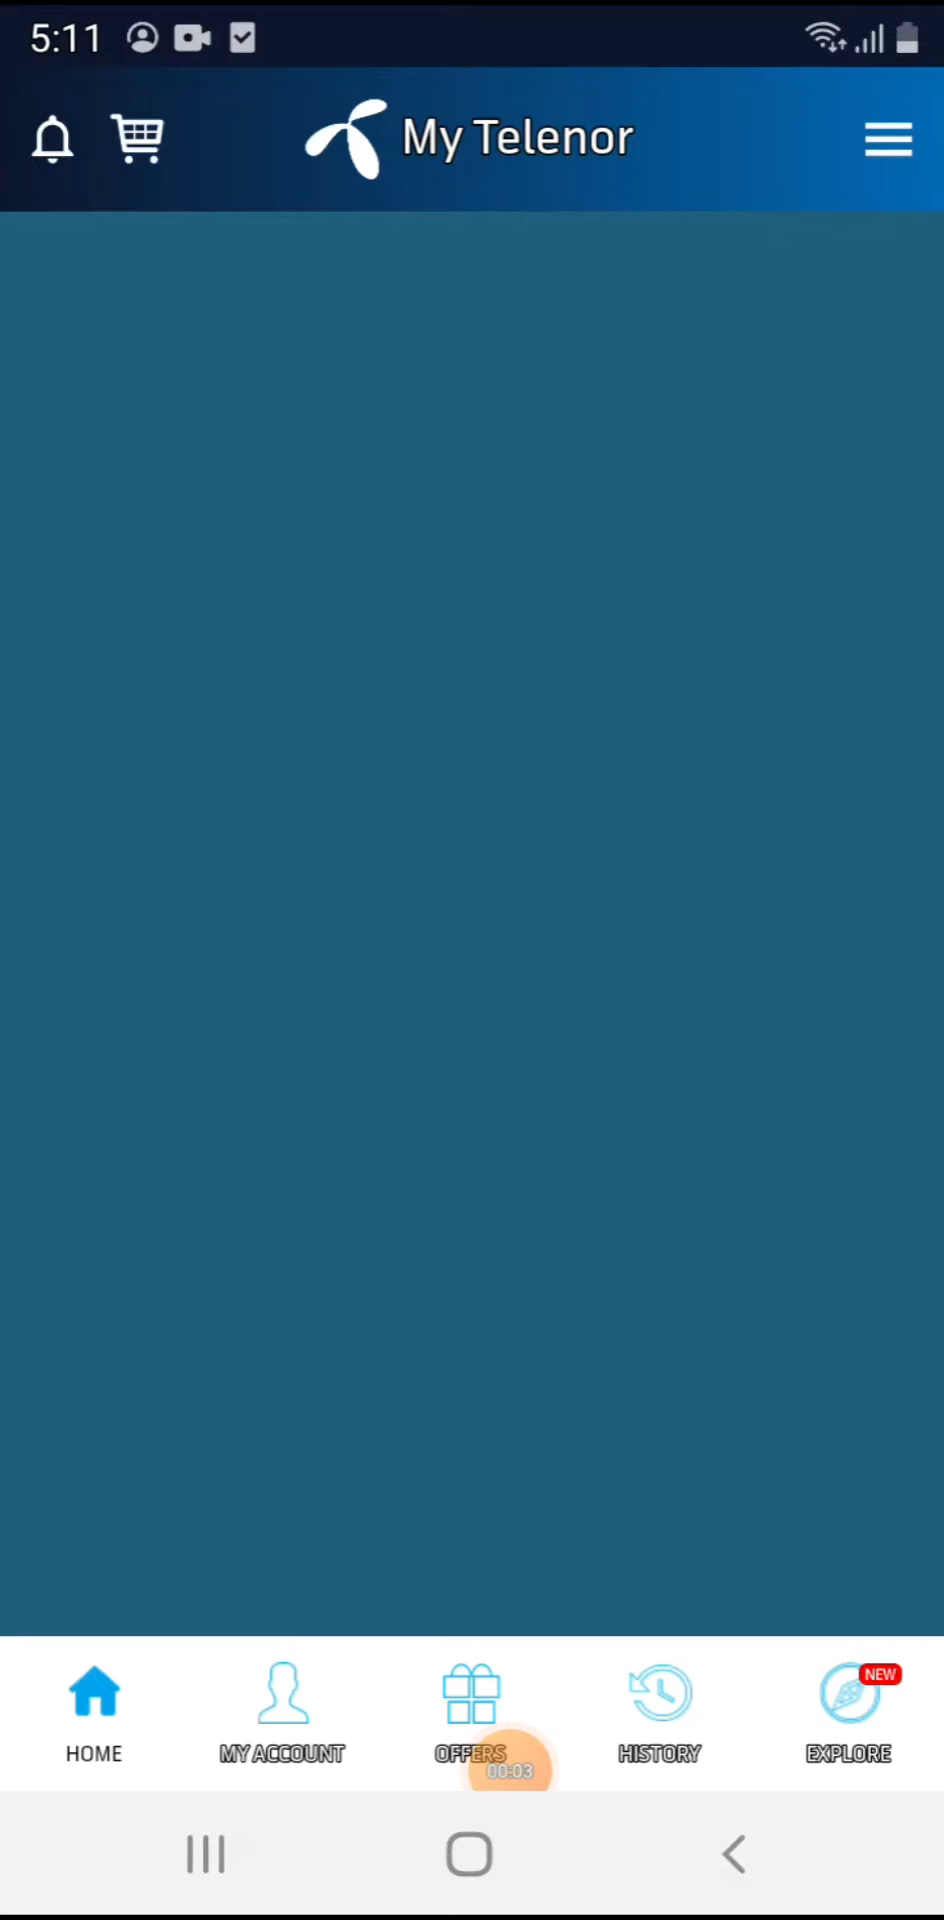 5:11
My Telenor
NEW
HOME
MY ACCOUNT
OFFERS
HISTORY
EXPLORE
00:03